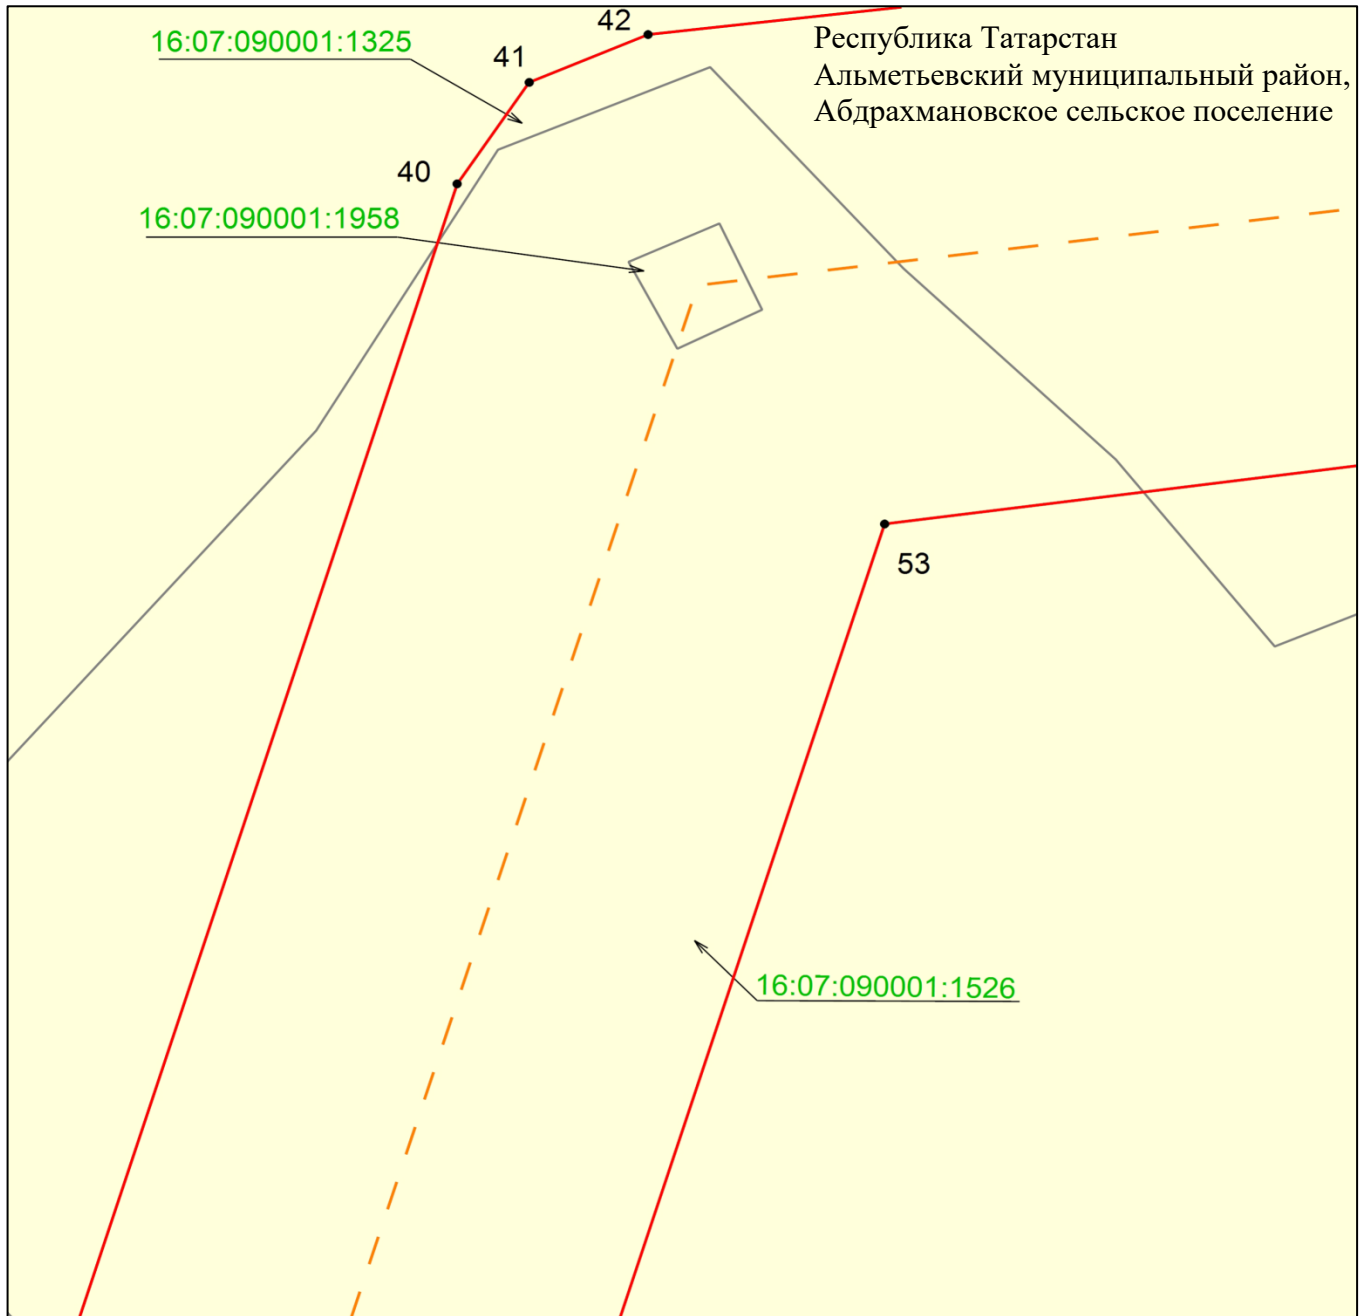 42
16:07:090001:1325
Республика Татарстан
41
Альметьевский муниципальный район,
Абдрахмановское сельское поселение
40
16:07:090001:1958
53
16:07:090001:1526